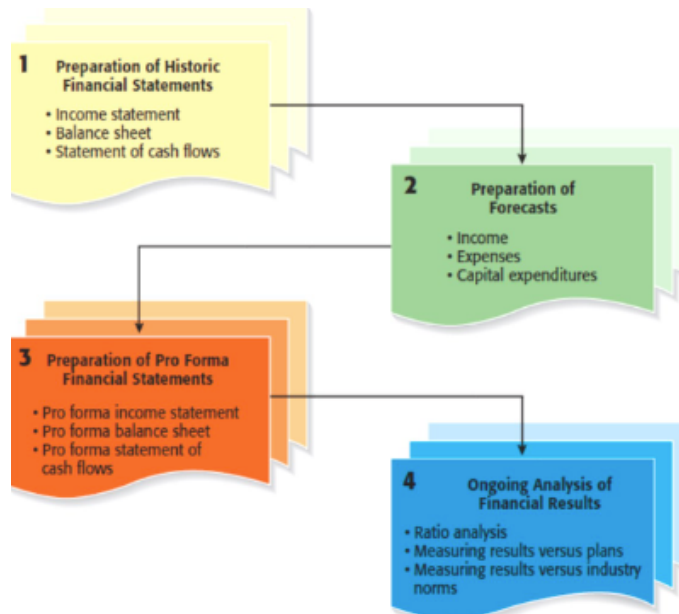 1 Preparation of Historic
Financial Statements
• Income statement
• Balance sheet
• Statement of cash flows
2 Preparation of
Forecasts
• Income
• Expenses
• Capital expenditures
3 Preparation of Pro Forma
Financial Statements
• Pro forma income statement
• Pro forma balance sheet
• Pro forma statement of
cash flows
4 Ongoing Analysis of
Financial Results
• Ratio analysis
• Measuring results versus plans
• Measuring results versus industry
norms